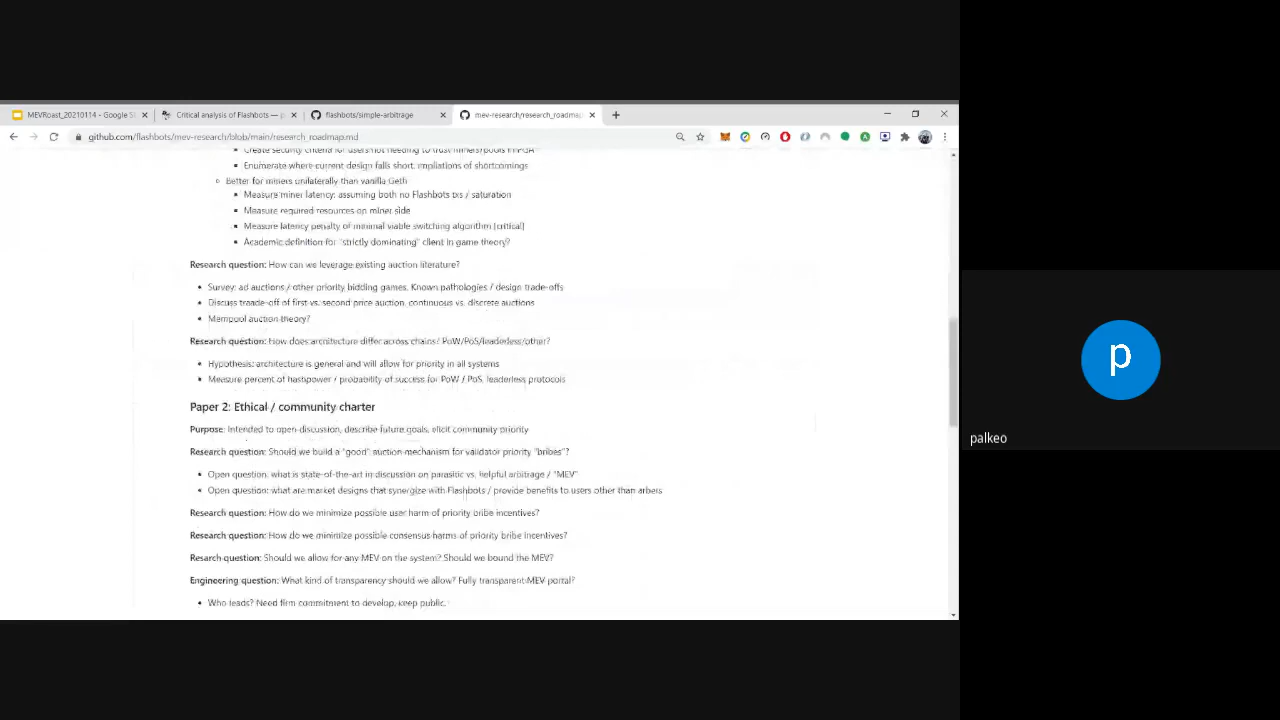 MEVRoast_20210114 - Google Sl
Critical analysis of Flashbots — p
flashbots/simple-arbitrage
mev-research/research_roadmap
github.com/flashbots/mev-research/blob/main/research_roadmap.md
Create security criteria for users not needing to trust miners/pools
Enumerate where current design falls short, implications of shortcomings
Better for miners unilaterally than vanilla Geth
Measure miner latency: assuming both no Flashbots txs / saturation
Measure required resources on miner side
Measure latency penalty of minimal viable switching algorithm [critical]
Academic definition for "strictly dominating" client in game theory?
Research question: How can we leverage existing auction literature?
Survey: ad auctions / other priority bidding games. Known pathologies / design trade-offs
Discuss traade-off of first vs. second price auction, continuous vs. discrete auctions
Mempool auction theory?
Research question: How does architecture differ across chains? PoW/PoS/leaderless/other?
Hypothesis: architecture is general and will allow for priority in all systems
Measure percent of hashpower / probability of success for PoW / PoS, leaderless protocols
Paper 2: Ethical / community charter
Purpose: Intended to open discussion, describe future goals, elicit community priority
Research question: Should we build a "good" auction mechanism for validator priority "bribes"?
Open question: what is state-of-the-art in discussion on parasitic vs. helpful arbitrage / "MEV"
Open question: what are market designs that synergize with Flashbots / provide benefits to users other than arbers
Research question: How do we minimize possible user harm of priority bribe incentives?
Research question: How do we minimize possible consensus harms of priority bribe incentives?
Resarch question: Should we allow for any MEV on the system? Should we bound the MEV?
Engineering question: What kind of transparency should we allow? Fully transparent MEV portal?
Who leads? Need firm commitment to develop, keep public.
p
palkeo